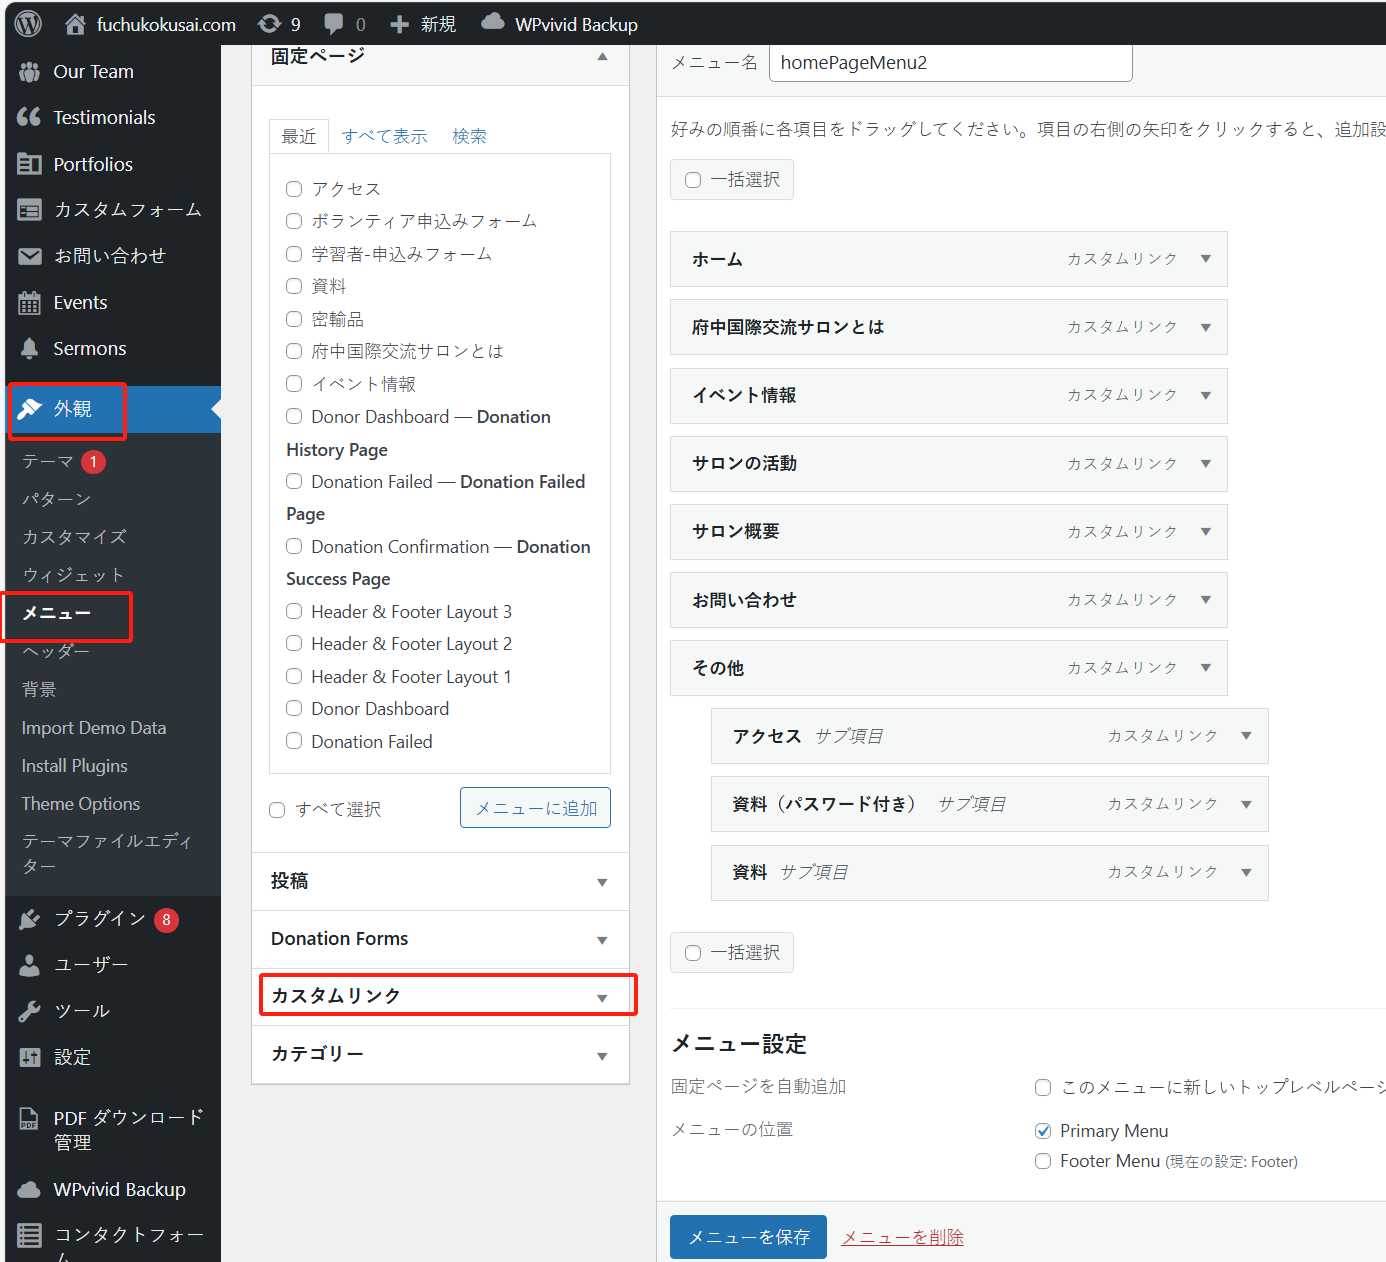 fuchukokusai.com 9 0 新規 WPvivid Backup
Our Team
Testimonials
Portfolios
カスタムフォーム
お問い合わせ
Events
Sermons
外観
テーマ 1
パターン
カスタマイズ
ウィジェット
メニュー
ヘッダー
背景
Import Demo Data
Install Plugins
Theme Options
テーマファイルエディ
ター
プラグイン 8
ユーザー
ツール
設定
PDF ダウンロード
管理
WPvivid Backup
コンタクトフォー
ム
固定ページ
最近 すべて表示 検索
アクセス
ボランティア申込みフォーム
学習者-申込みフォーム
資料
密輸品
府中国際交流サロンとは
イベント情報
Donor Dashboard — Donation
History Page
Donation Failed — Donation Failed
Page
Donation Confirmation — Donation
Success Page
Header & Footer Layout 3
Header & Footer Layout 2
Header & Footer Layout 1
Donor Dashboard
Donation Failed
すべて選択 メニューに追加
投稿
Donation Forms
カスタムリンク
カテゴリー
メニュー名 homePageMenu2
好みの順番に各項目をドラッグしてください。項目の右側の矢印をクリックすると、追加設
一括選択
ホーム カスタムリンク
府中国際交流サロンとは カスタムリンク
イベント情報 カスタムリンク
サロンの活動 カスタムリンク
サロン概要 カスタムリンク
お問い合わせ カスタムリンク
その他 カスタムリンク
アクセス サブ項目 カスタムリンク
資料（パスワード付き） サブ項目 カスタムリンク
資料 サブ項目 カスタムリンク
一括選択
メニュー設定
固定ページを自動追加 このメニューに新しいトップレベルページ
メニューの位置 Primary Menu
Footer Menu (現在の設定: Footer)
メニューを保存 メニューを削除